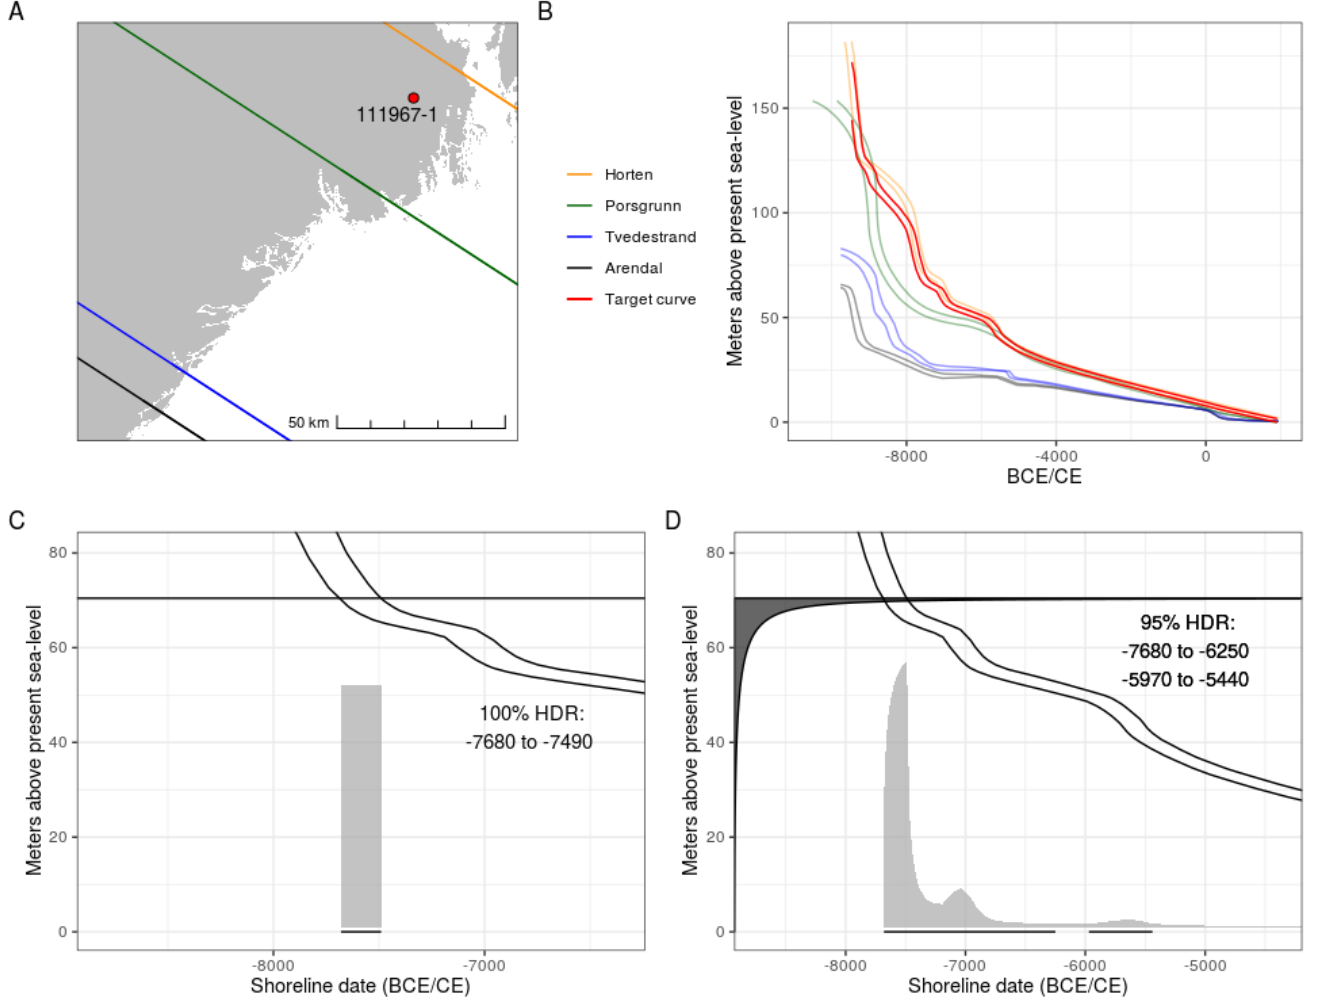 A
111967-1
50 km
Horten
Porsgrunn
Tvedestrand
Arendal
Target curve
B
Meters above present sea-level
150
100
50
0
-8000
-4000
0
BCE/CE
C
Meters above present sea-level
80
60
40
20
0
100% HDR:
-7680 to -7490
-8000
-7000
Shoreline date (BCE/CE)
D
Meters above present sea-level
80
60
40
20
0
95% HDR:
-7680 to -6250
-5970 to -5440
-8000
-7000
-6000
-5000
Shoreline date (BCE/CE)